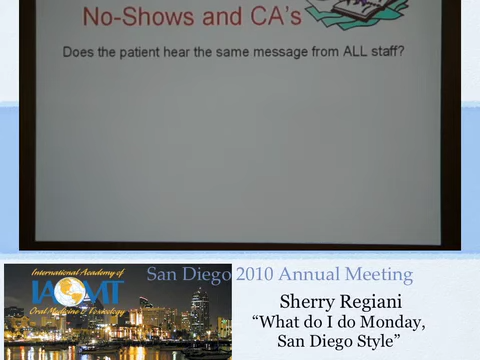 No-Shows and CA's
Does the patient hear the same message from ALL staff?
International Academy of
IAOMT
Oral Medicine & Toxicology
San Diego 2010 Annual Meeting
Sherry Regiani
“What do I do Monday,
San Diego Style”